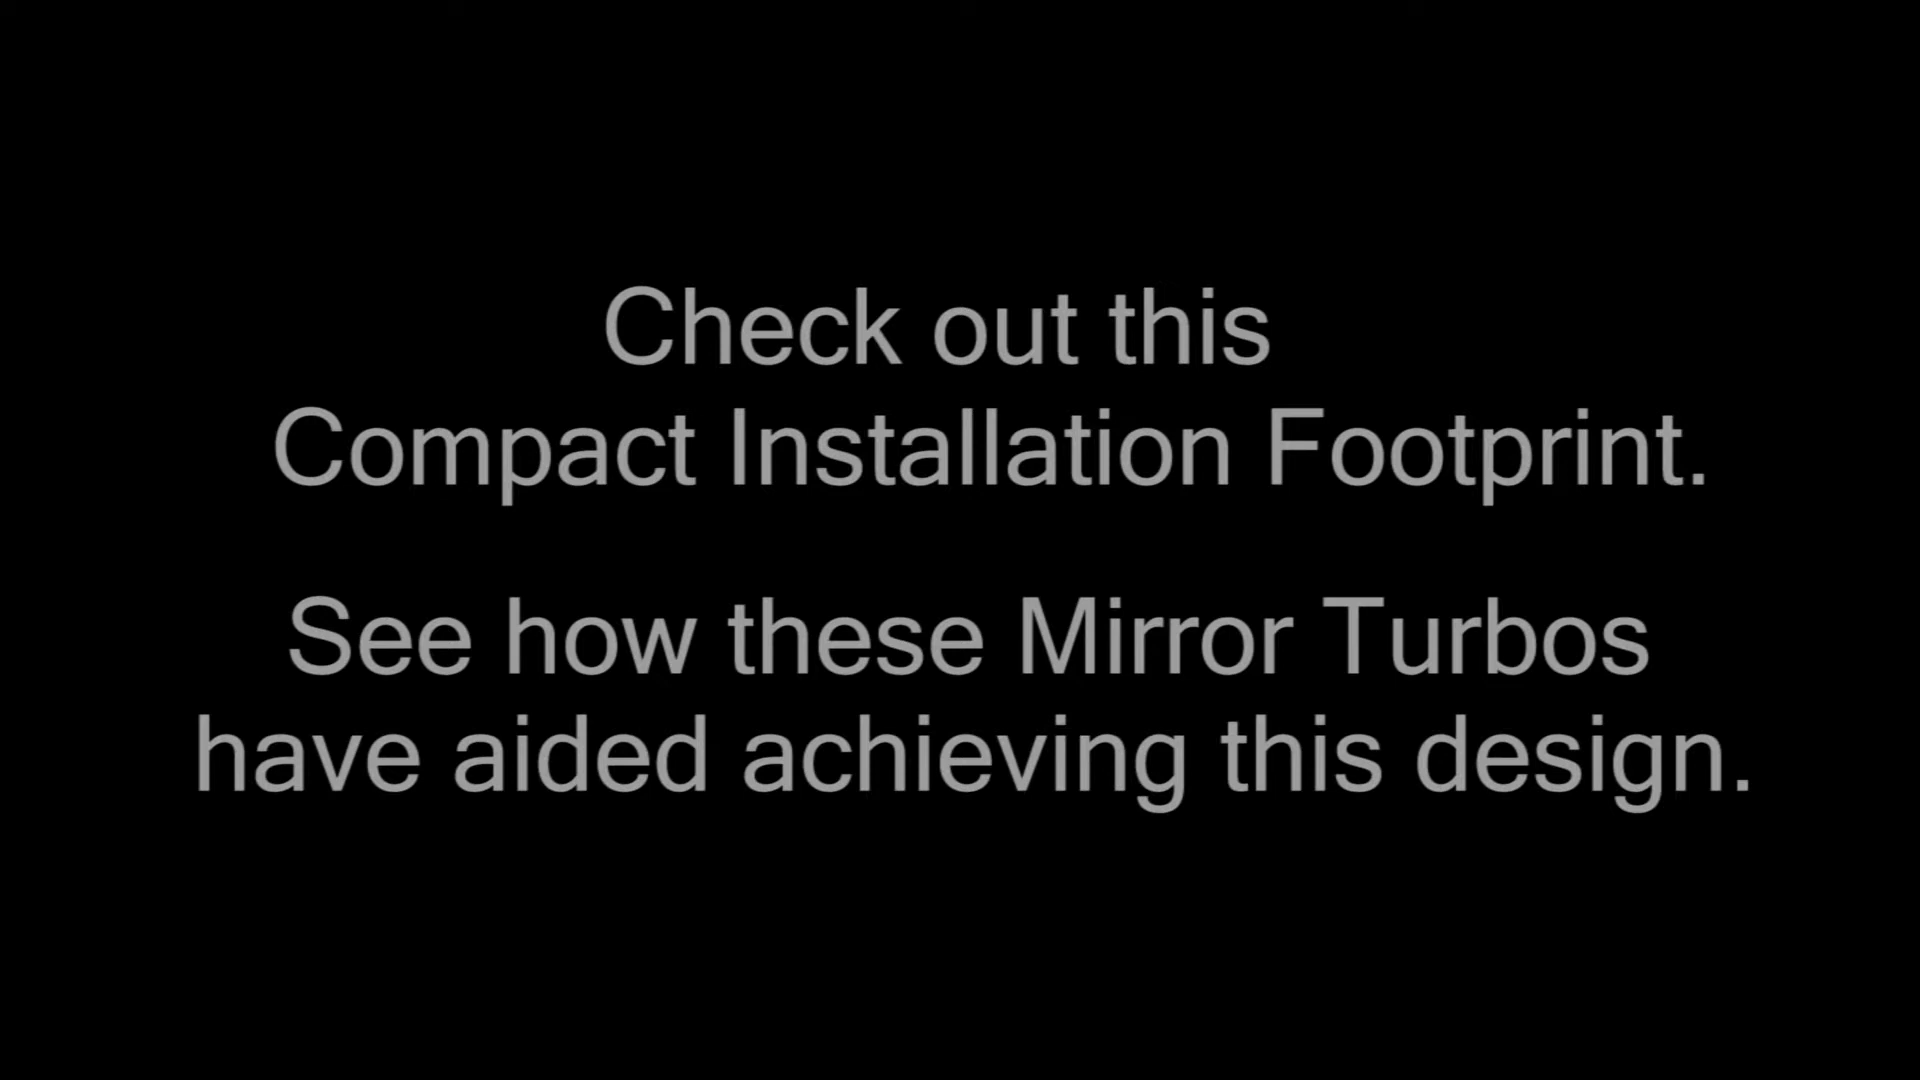 Check out this
Compact Installation Footprint.
See how these Mirror Turbos
have aided achieving this design.